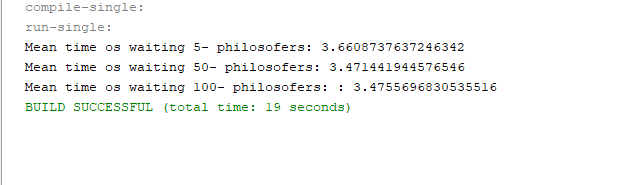 compile-single:
run-single:
Mean time os waiting 5- philosofers: 3.6608737637246342
Mean time os waiting 50- philosofers: 3.471441944576546
Mean time os waiting 100- philosofers: : 3.4755696830535516
BUILD SUCCESSFUL (total time: 19 seconds)